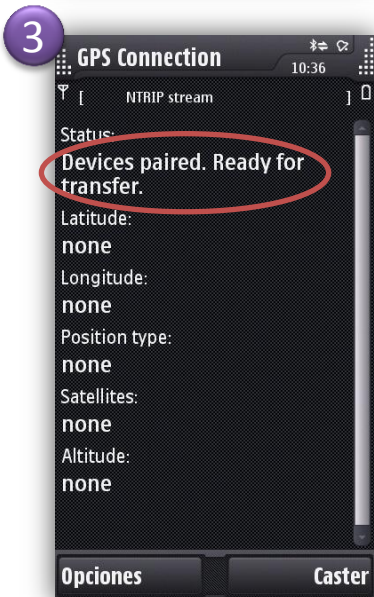 3
GPS Connection
10:36
[ NTRIP stream ]
Status:
Devices paired. Ready for
transfer.
Latitude:
none
Longitude:
none
Position type:
none
Satellites:
none
Altitude:
none
Opciones Caster